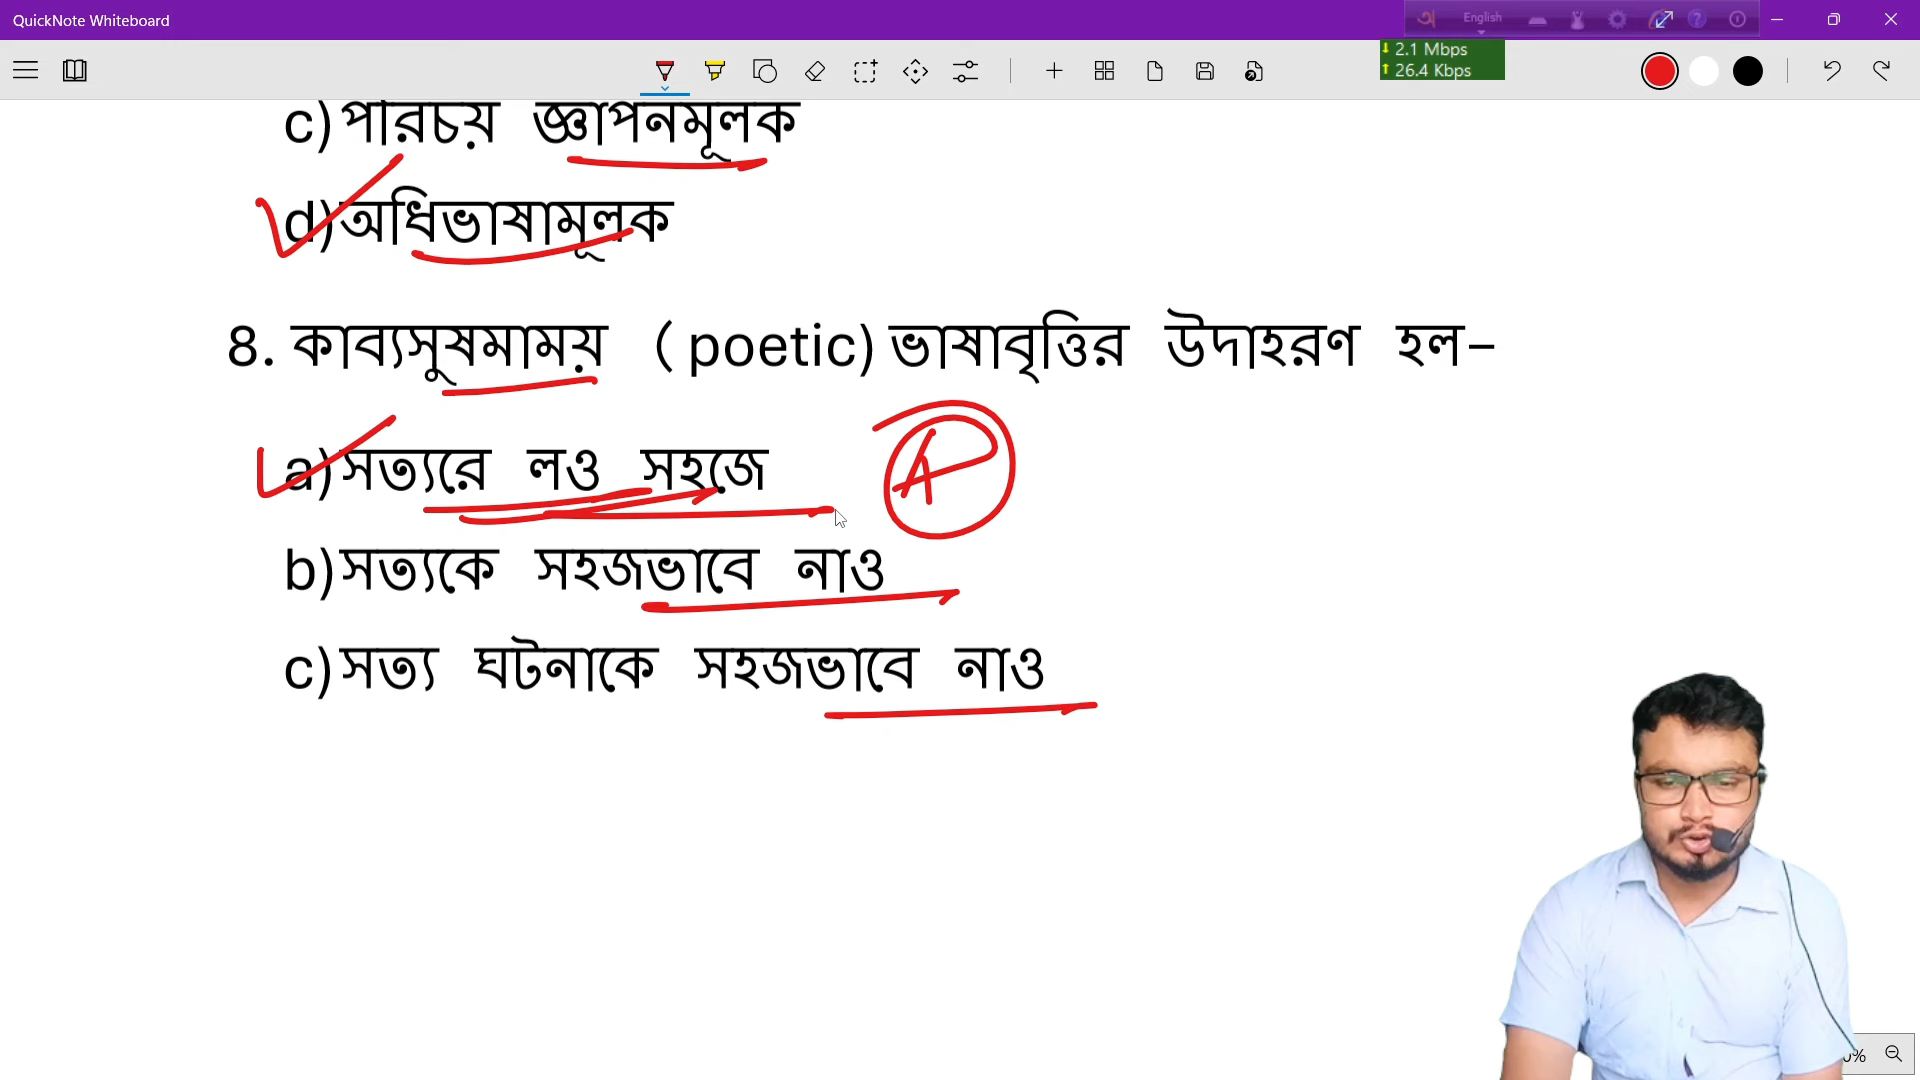 QuickNote Whiteboard
English
2.1 Mbps
26.4 Kbps
c)পরিচয় জ্ঞাপনমূলক
d)অধিভাষামূলক
8. কাব্যসুষমাময় ( poetic) ভাষাবৃত্তির উদাহরণ হল–
a)সত্যরে লও সহজে
A
b)সত্যকে সহজভাবে নাও
c)সত্য ঘটনাকে সহজভাবে নাও